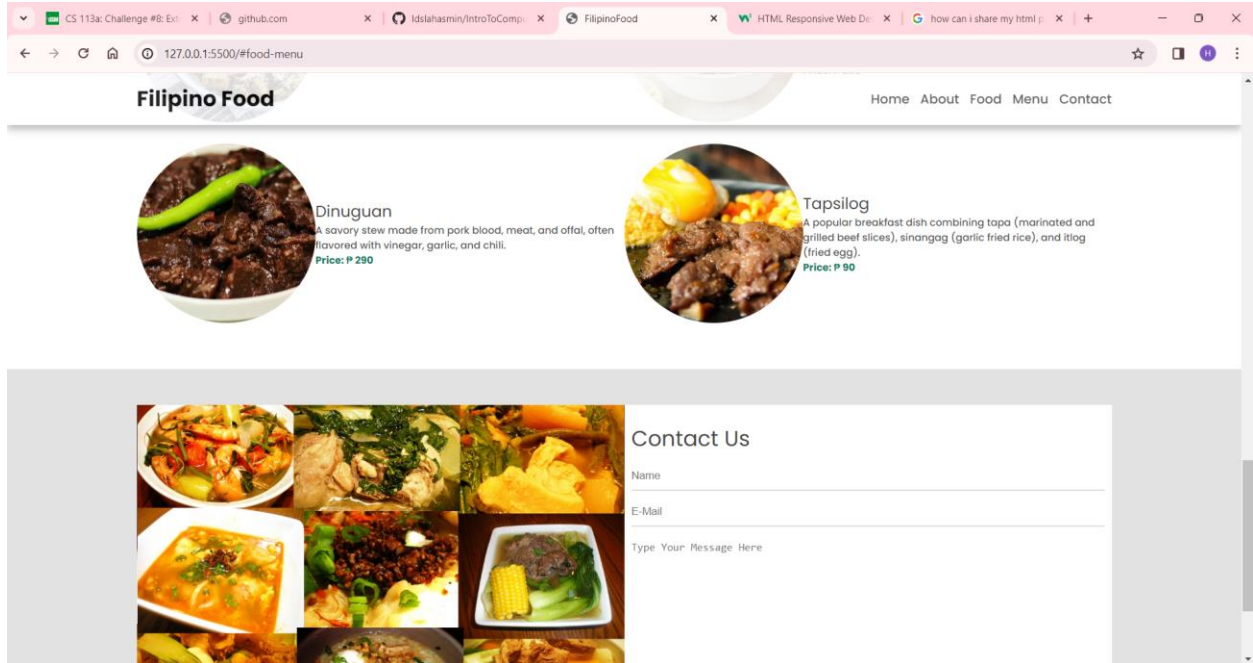 CS 113a: Challenge #8: Ext
github.com
Idslahasmin/IntroToCompu
FilipinoFood
HTML Responsive Web De
how can i share my html p
127.0.0.1:5500/#food-menu
H
Filipino Food
Home About Food Menu Contact
Dinuguan
A savory stew made from pork blood, meat, and offal, often
flavored with vinegar, garlic, and chili.
Price: ₱ 290
Tapsilog
A popular breakfast dish combining tapa (marinated and
grilled beef slices), sinangag (garlic fried rice), and itlog
(fried egg).
Price: ₱ 90
Contact Us
Name
E-Mail
Type Your Message Here